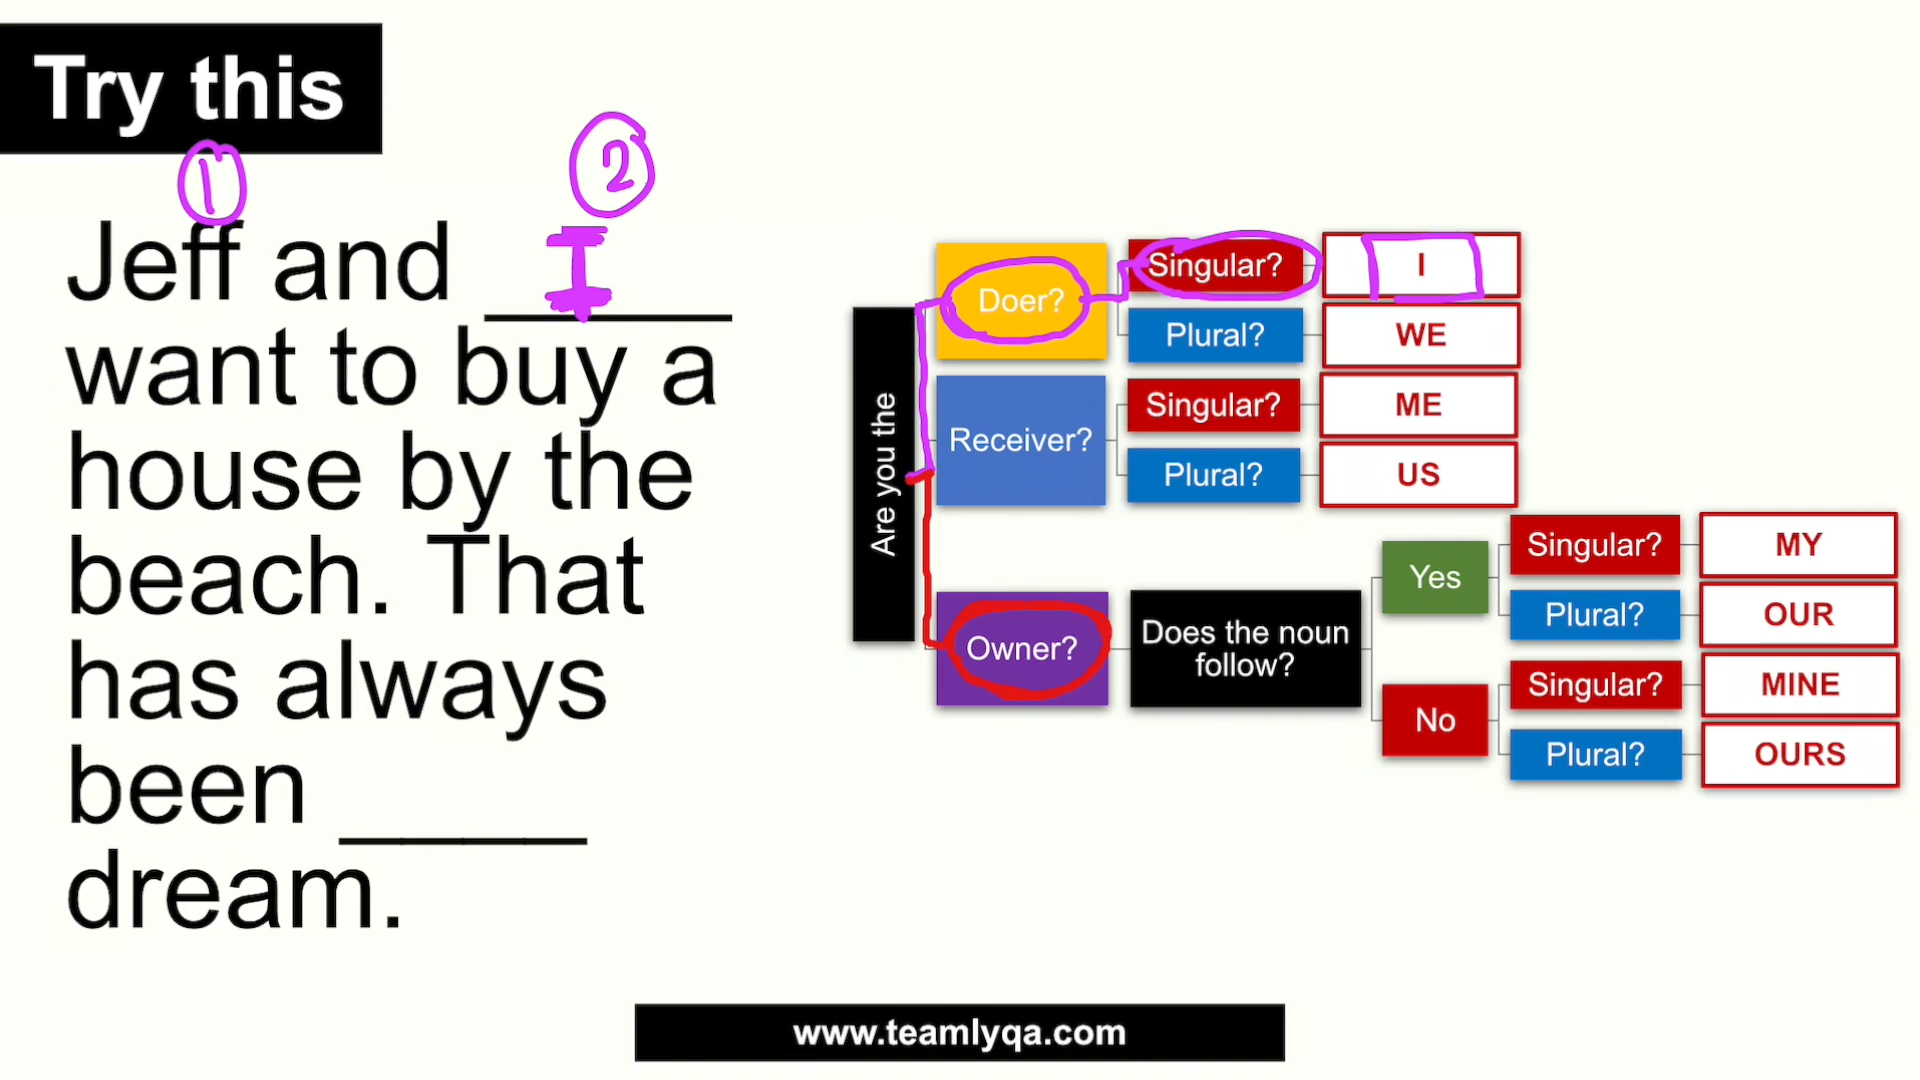 Try this
1
2
Jeff and I
want to buy a
house by the
beach. That
has always
been ____
dream.
Are you the
Doer?
Singular?
I
Plural?
WE
Receiver?
Singular?
ME
Plural?
US
Owner?
Does the noun
follow?
Yes
Singular?
MY
Plural?
OUR
No
Singular?
MINE
Plural?
OURS
www.teamlyqa.com